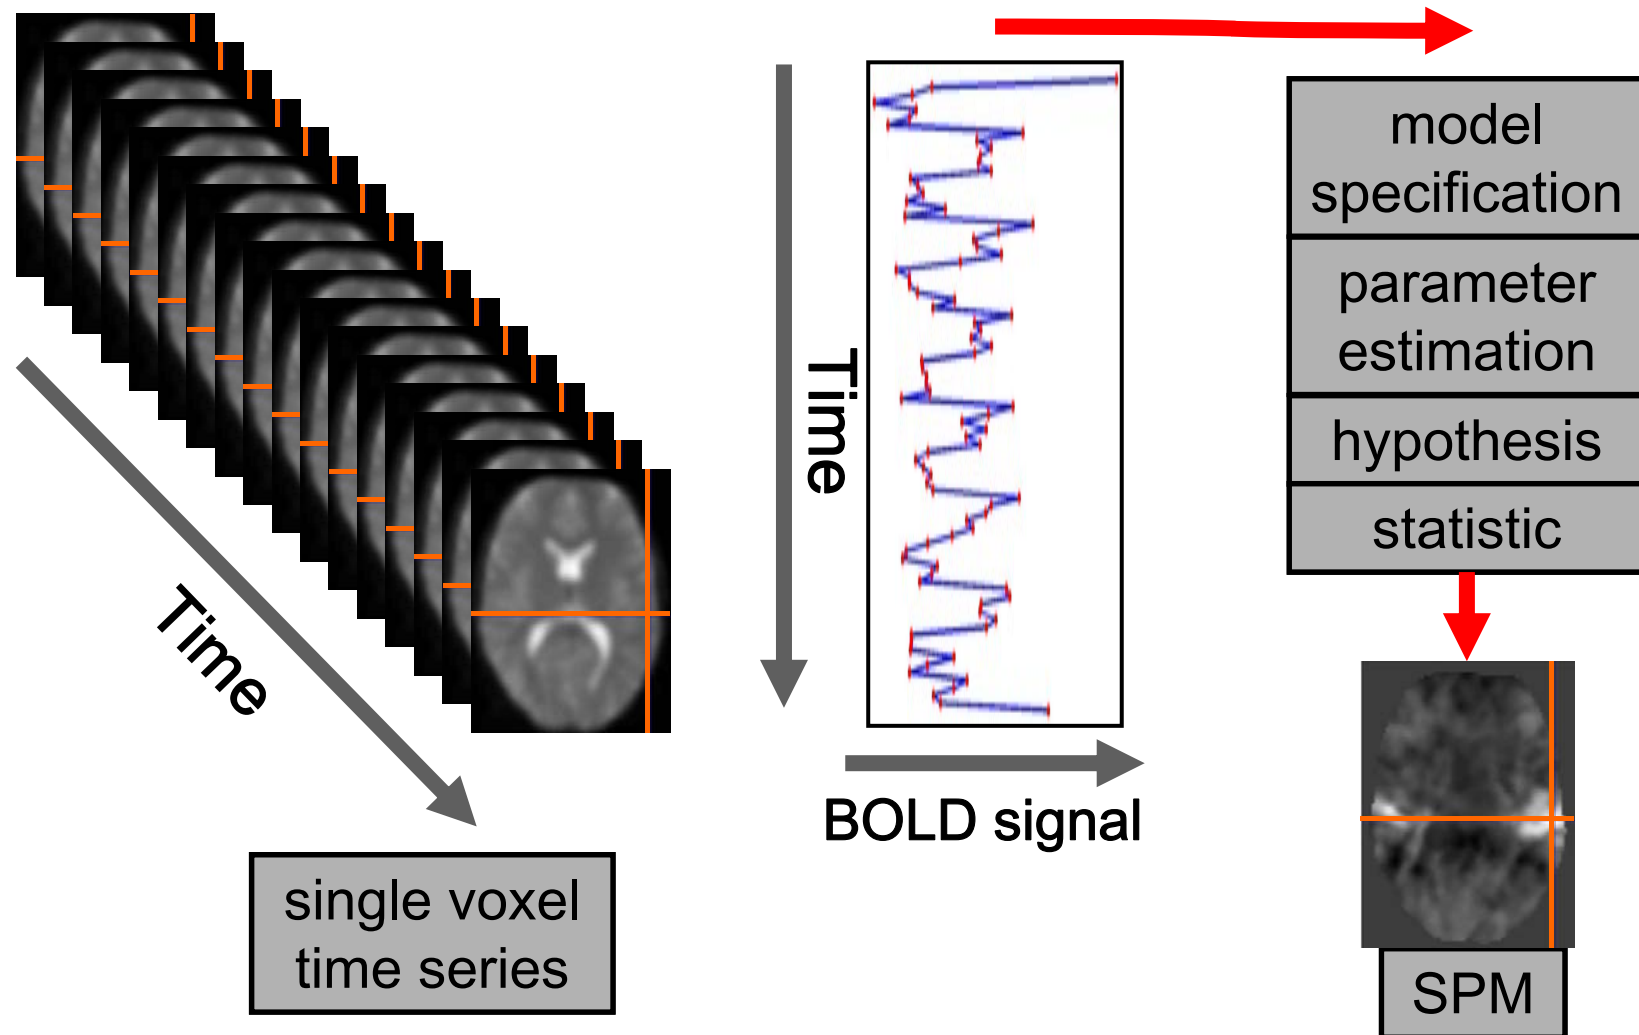 Time
single voxel
time series
Time
BOLD signal
model
specification
parameter
estimation
hypothesis
statistic
SPM